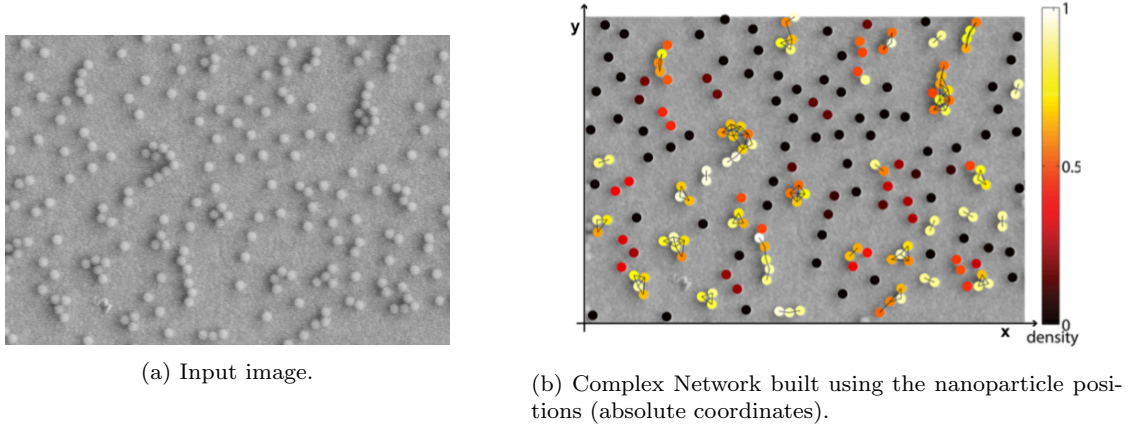 y
1
0.5
0
x
density
(a) Input image.
(b) Complex Network built using the nanoparticle posi-
tions (absolute coordinates).